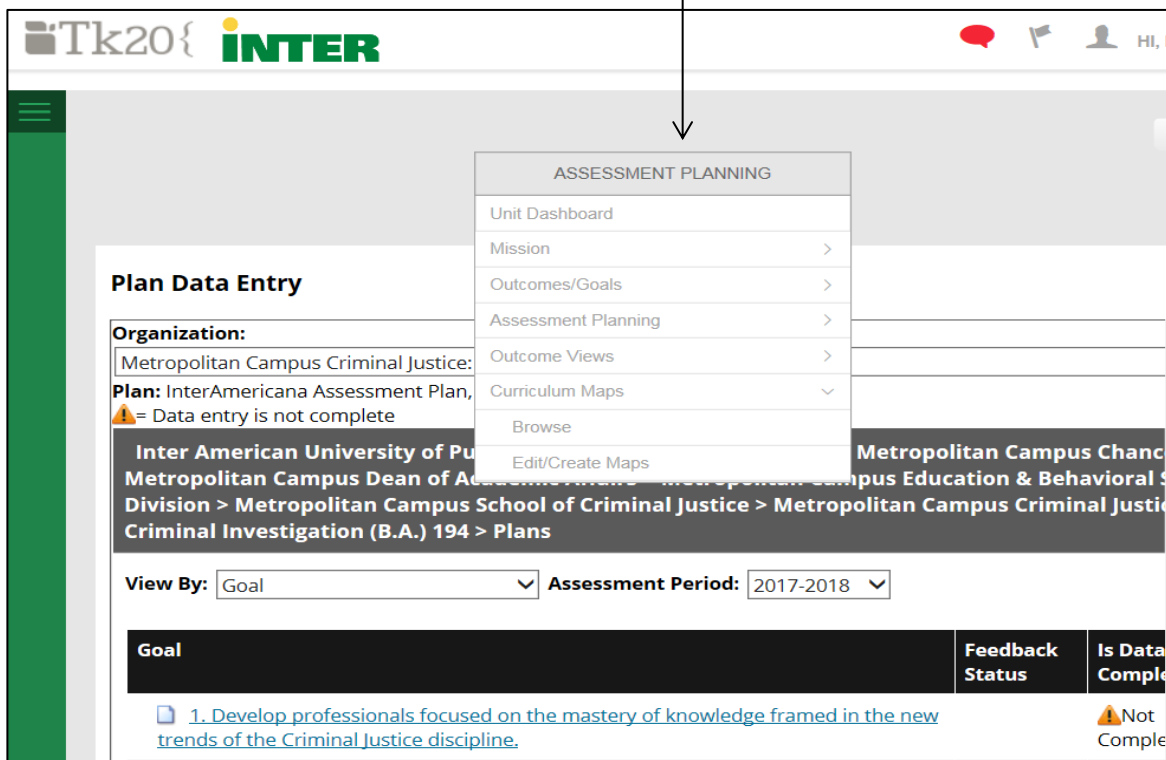 Tk20{ INTER
HI,
ASSESSMENT PLANNING
Unit Dashboard
Mission
Outcomes/Goals
Assessment Planning
Outcome Views
Curriculum Maps
Browse
Edit/Create Maps
Plan Data Entry
Organization:
Metropolitan Campus Criminal Justice:
Plan: InterAmericana Assessment Plan,
= Data entry is not complete
Inter American University of Pu Metropolitan Campus Chanc
Metropolitan Campus Dean of Academic Affairs > Metropolitan Campus Education & Behavioral S
Division > Metropolitan Campus School of Criminal Justice > Metropolitan Campus Criminal Justic
Criminal Investigation (B.A.) 194 > Plans
View By: Goal Assessment Period: 2017-2018
Goal Feedback Status Is Data Comple
1. Develop professionals focused on the mastery of knowledge framed in the new
trends of the Criminal Justice discipline.
Not
Comple